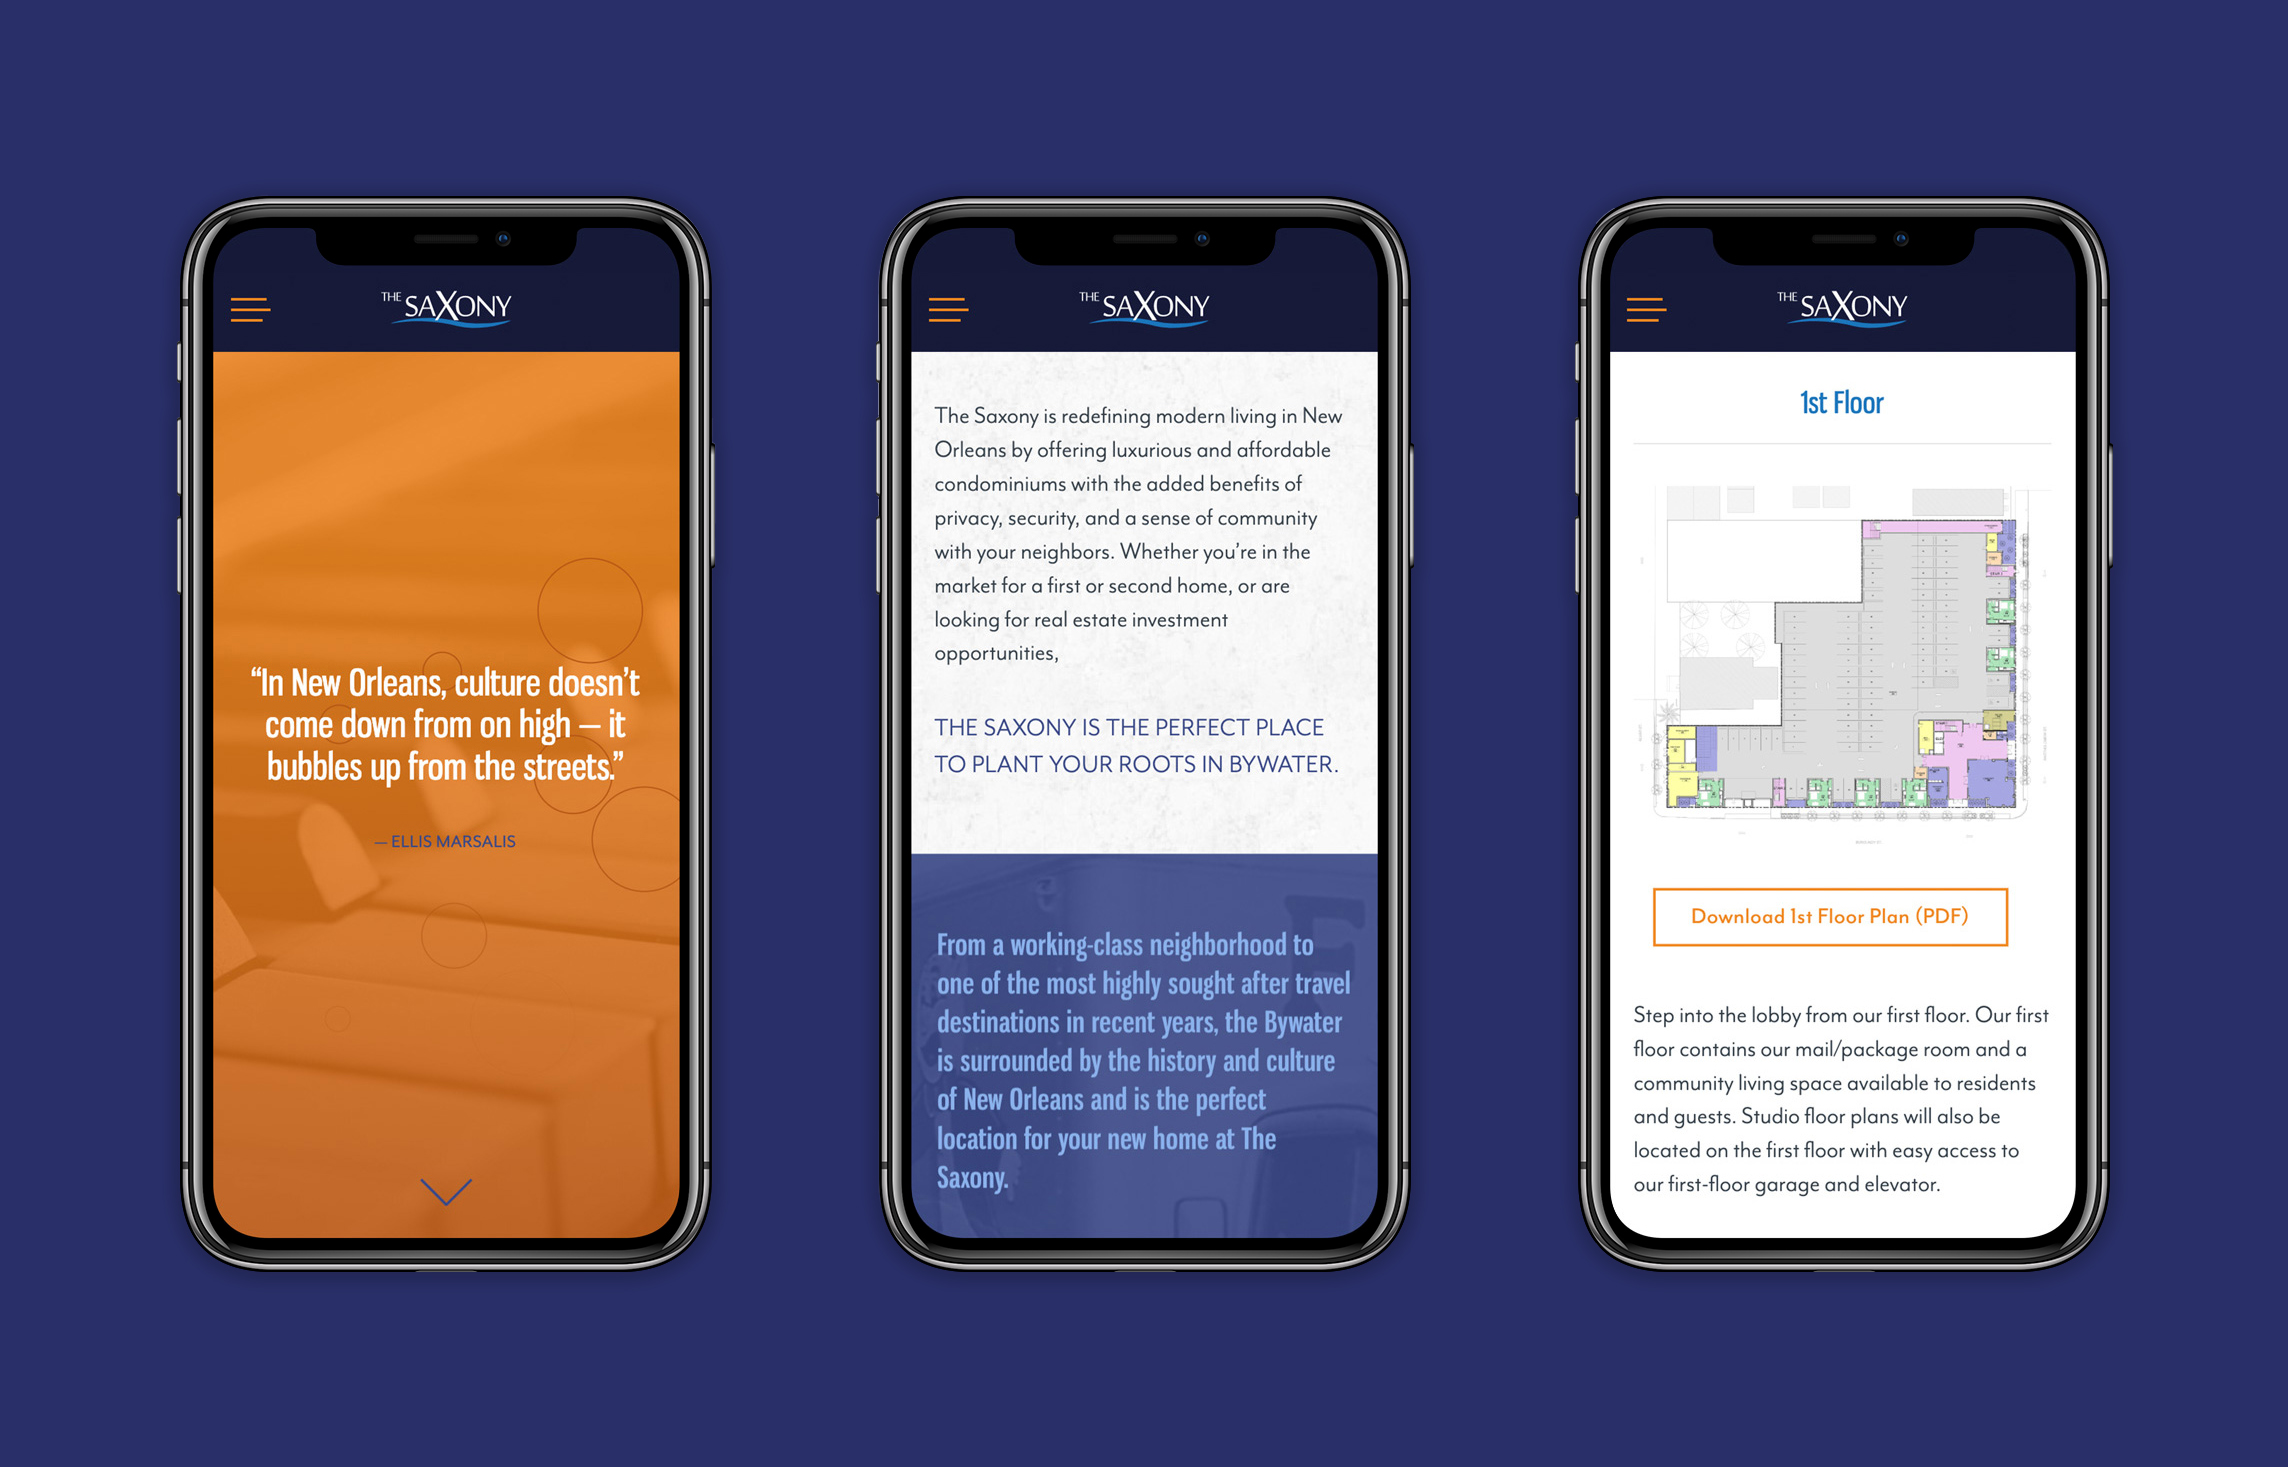 THE SAXONY
“In New Orleans, culture doesn’t
come down from on high — it
bubbles up from the streets.”
— ELLIS MARSALIS
THE SAXONY
The Saxony is redefining modern living in New
Orleans by offering luxurious and affordable
condominiums with the added benefits of
privacy, security, and a sense of community
with your neighbors. Whether you’re in the
market for a first or second home, or are
looking for real estate investment
opportunities,
THE SAXONY IS THE PERFECT PLACE
TO PLANT YOUR ROOTS IN BYWATER.
From a working-class neighborhood to
one of the most highly sought after travel
destinations in recent years, the Bywater
is surrounded by the history and culture
of New Orleans and is the perfect
location for your new home at The
Saxony.
THE SAXONY
1st Floor
Download 1st Floor Plan (PDF)
Step into the lobby from our first floor. Our first
floor contains our mail/package room and a
community living space available to residents
and guests. Studio floor plans will also be
located on the first floor with easy access to
our first-floor garage and elevator.